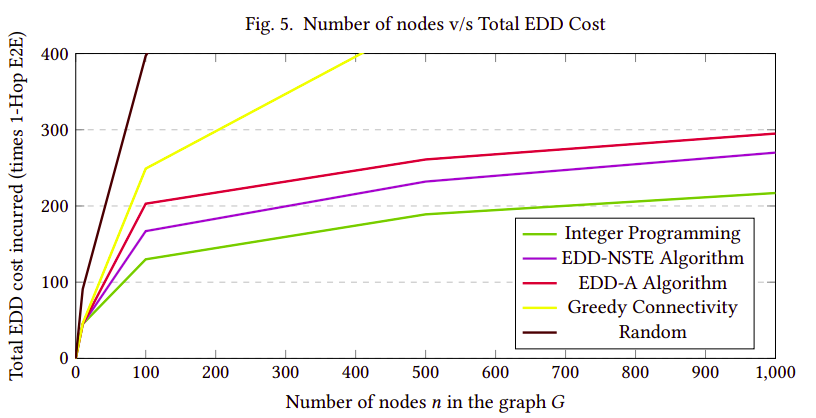 Fig. 5. Number of nodes v/s Total EDD Cost
Total EDD cost incurred (times 1-Hop E2E)
400
300
200
100
0
Integer Programming
EDD-NSTE Algorithm
EDD-A Algorithm
Greedy Connectivity
Random
0 100 200 300 400 500 600 700 800 900 1,000
Number of nodes n in the graph G